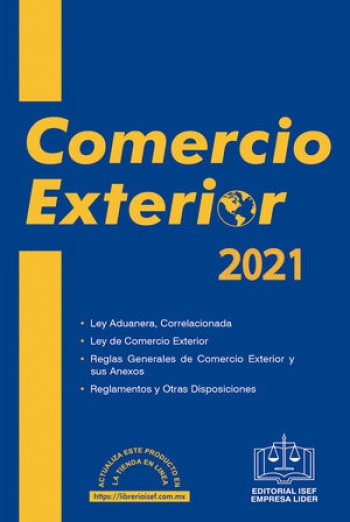 Comercio
Exterior
2021
• Ley Aduanera, Correlacionada
• Ley de Comercio Exterior
• Reglas Generales de Comercio Exterior y
sus Anexos
• Reglamentos y Otras Disposiciones
ACTUALIZA ESTE PRODUCTO EN
LA TIENDA EN LÍNEA
https://libreriaisef.com.mx
EDITORIAL ISEF
EMPRESA LIDER